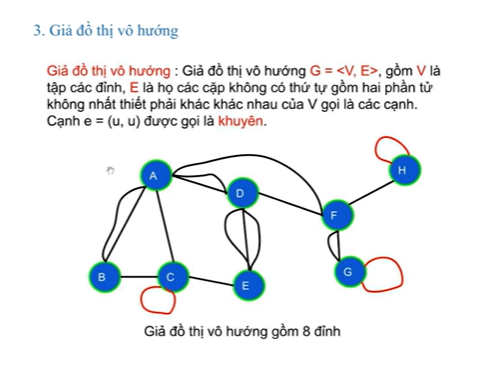 3. Giả đồ thị vô hướng
Giả đồ thị vô hướng : Giả đồ thị vô hướng G = <V, E>, gồm V là
tập các đỉnh, E là họ các cặp không có thứ tự gồm hai phần tử
không nhất thiết phải khác khác nhau của V gọi là các cạnh.
Cạnh e = (u, u) được gọi là khuyên.
H
A
D
F
G
B
C
E
Giả đồ thị vô hướng gồm 8 đỉnh